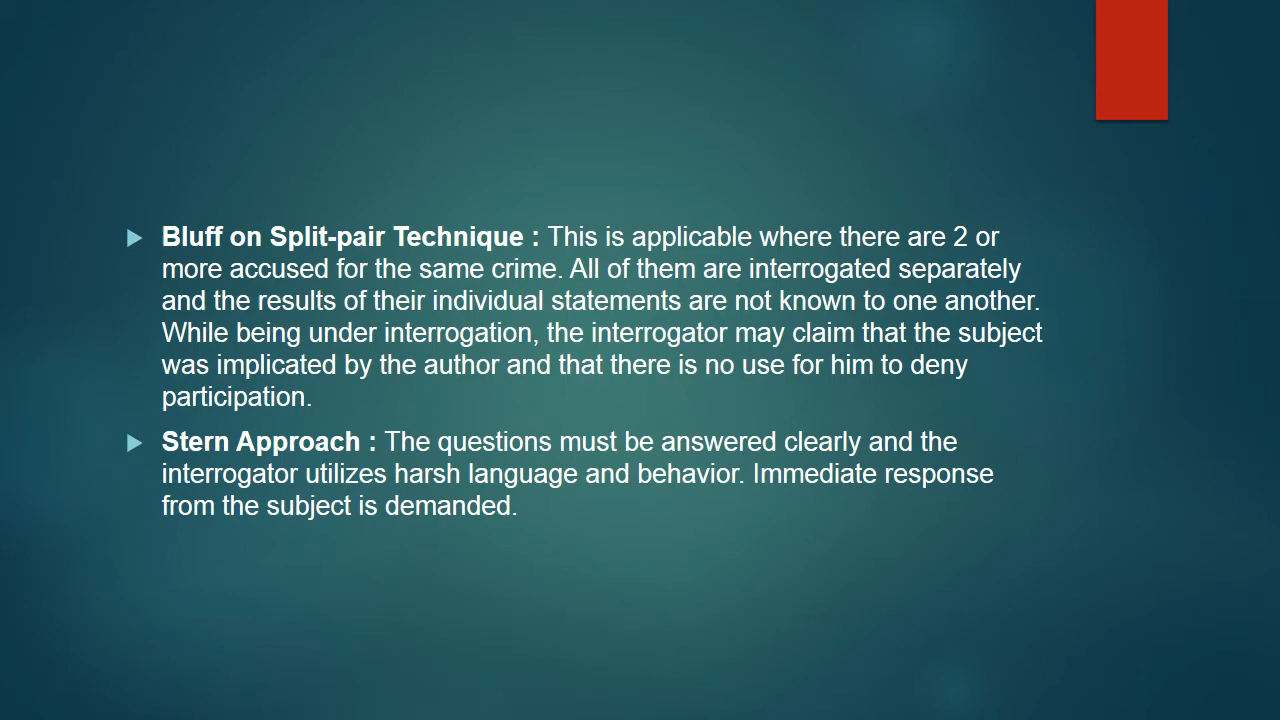 Bluff on Split-pair Technique : This is applicable where there are 2 or
more accused for the same crime. All of them are interrogated separately
and the results of their individual statements are not known to one another.
While being under interrogation, the interrogator may claim that the subject
was implicated by the author and that there is no use for him to deny
participation.
Stern Approach : The questions must be answered clearly and the
interrogator utilizes harsh language and behavior. Immediate response
from the subject is demanded.